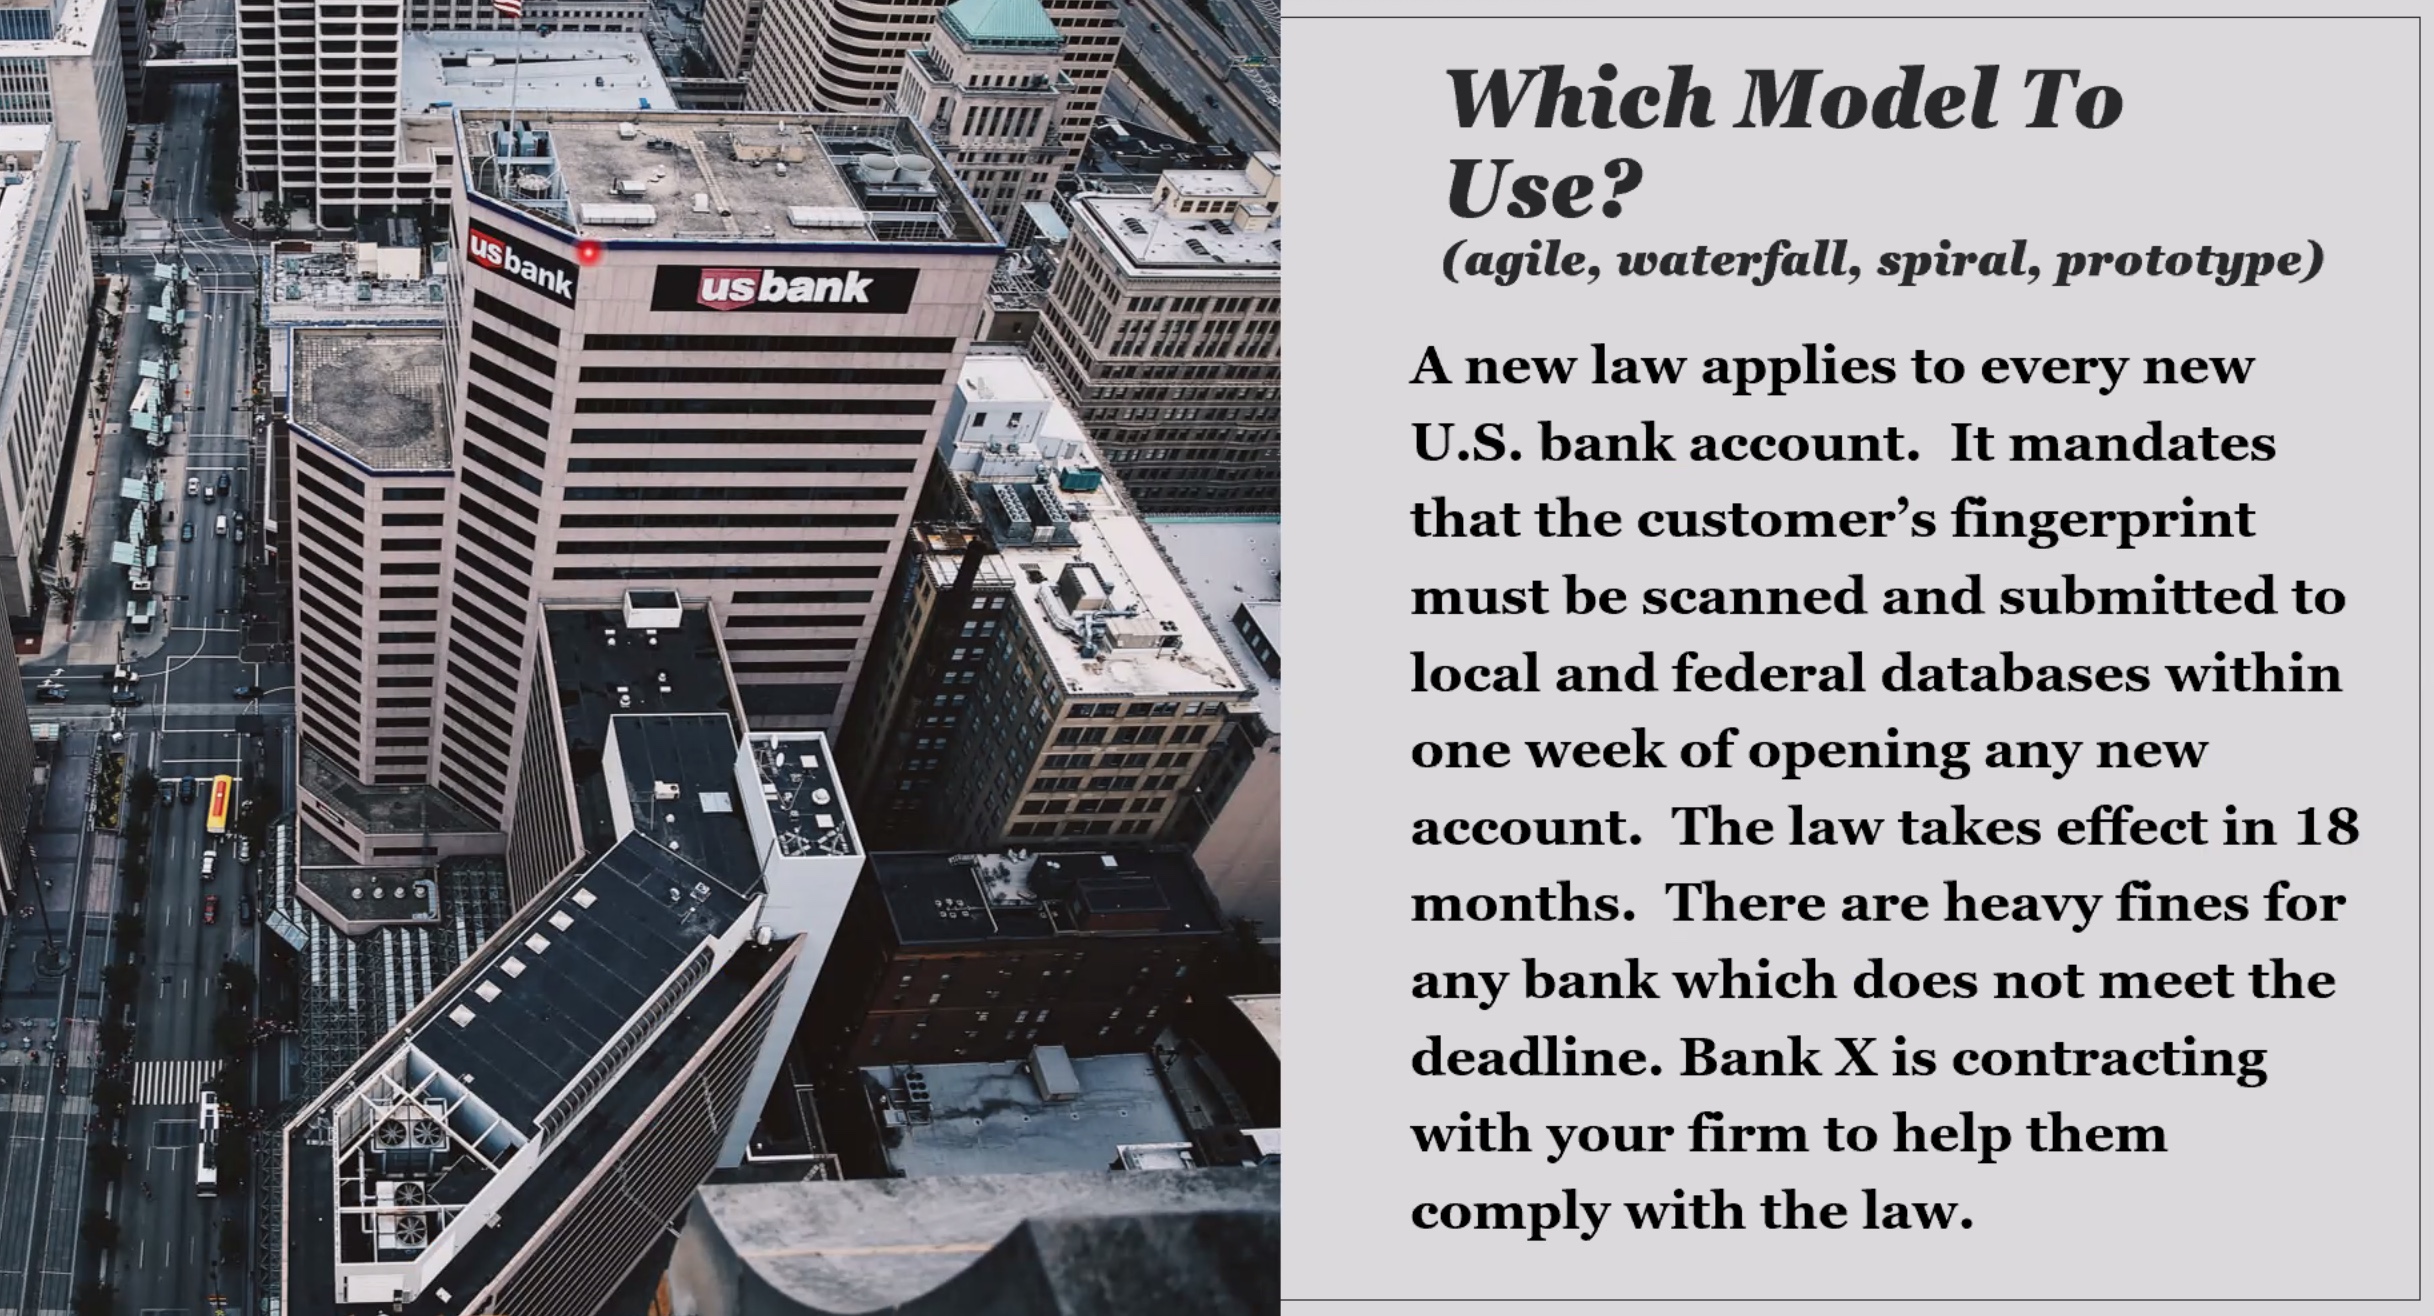 usbank
usbank
Which Model To
Use?
(agile, waterfall, spiral, prototype)
A new law applies to every new
U.S. bank account.  It mandates
that the customer’s fingerprint
must be scanned and submitted to
local and federal databases within
one week of opening any new
account.  The law takes effect in 18
months.  There are heavy fines for
any bank which does not meet the
deadline. Bank X is contracting
with your firm to help them
comply with the law.